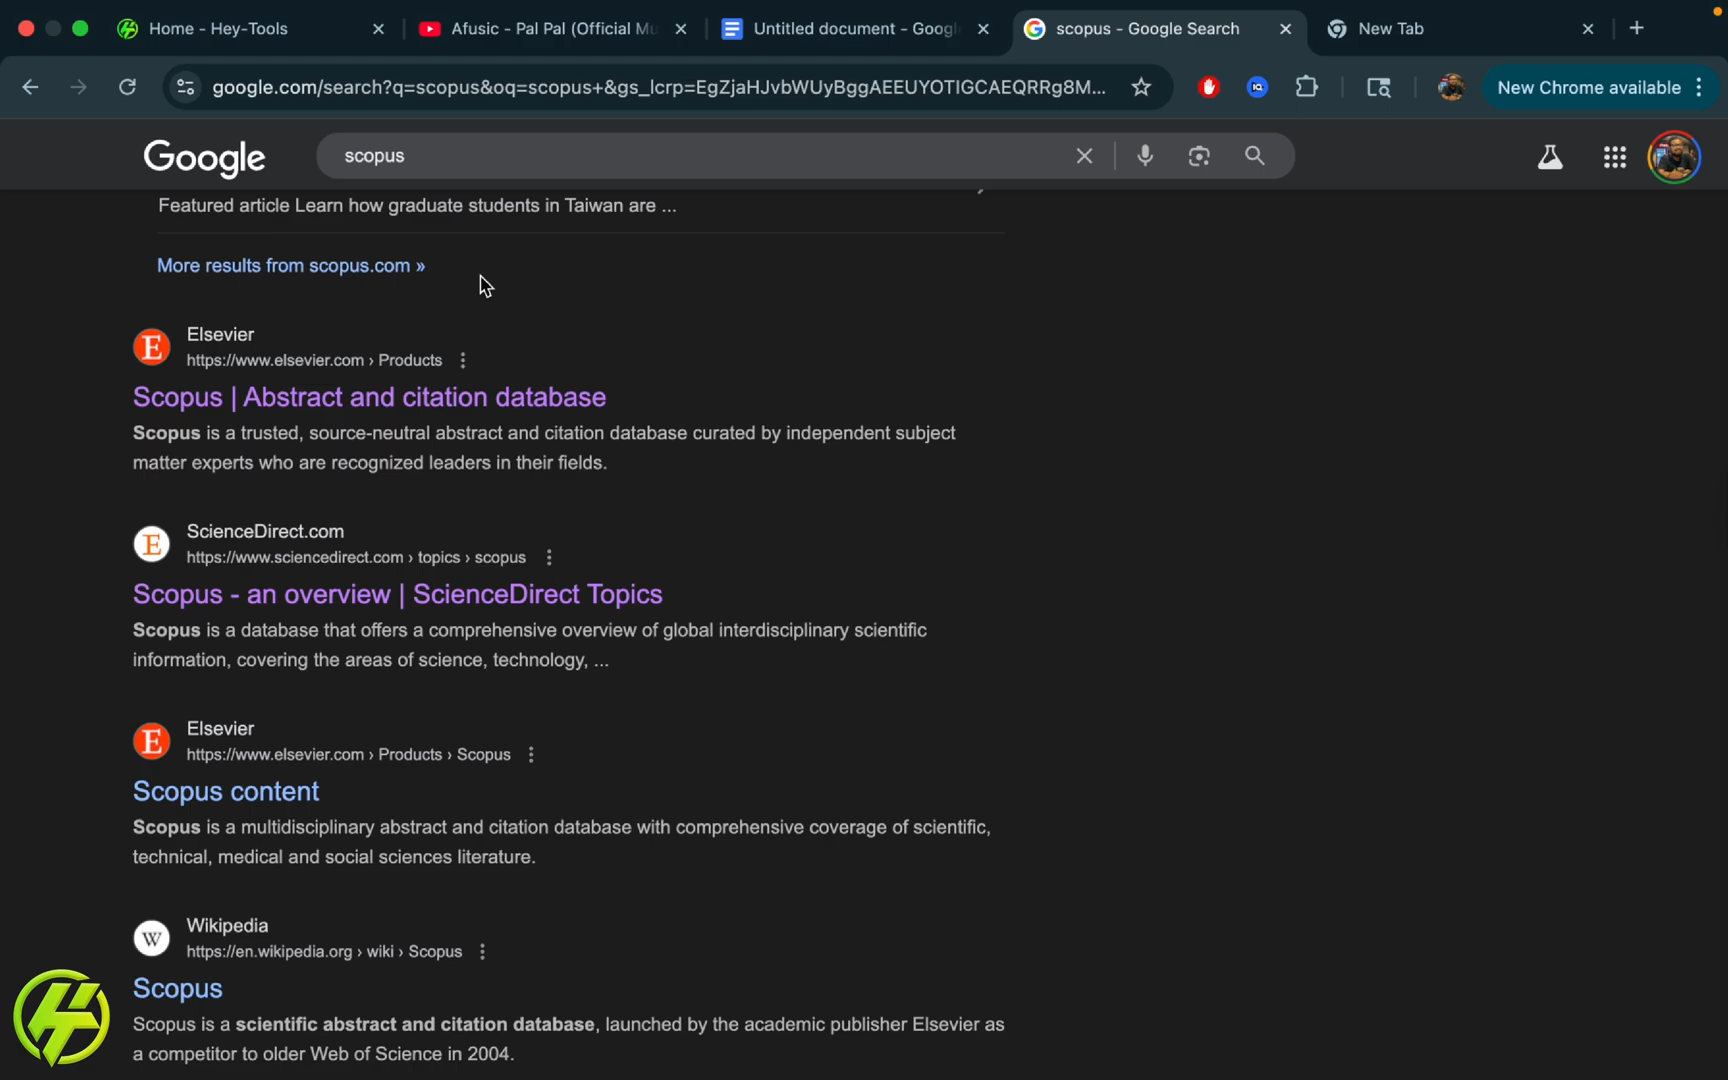 Home - Hey-Tools
Afusic - Pal Pal (Official Mu
Untitled document - Googl
scopus - Google Search
New Tab
google.com/search?q=scopus&oq=scopus+&gs_lcrp=EgZjaHJvbWUyBggAEEUYOTIGCAEQRRg8M...
New Chrome available
Google
scopus
Featured article Learn how graduate students in Taiwan are ...
More results from scopus.com »
Elsevier
https://www.elsevier.com › Products
Scopus | Abstract and citation database
Scopus is a trusted, source-neutral abstract and citation database curated by independent subject
matter experts who are recognized leaders in their fields.
ScienceDirect.com
https://www.sciencedirect.com › topics › scopus
Scopus - an overview | ScienceDirect Topics
Scopus is a database that offers a comprehensive overview of global interdisciplinary scientific
information, covering the areas of science, technology, ...
Elsevier
https://www.elsevier.com › Products › Scopus
Scopus content
Scopus is a multidisciplinary abstract and citation database with comprehensive coverage of scientific,
technical, medical and social sciences literature.
Wikipedia
https://en.wikipedia.org › wiki › Scopus
Scopus
Scopus is a scientific abstract and citation database, launched by the academic publisher Elsevier as
a competitor to older Web of Science in 2004.